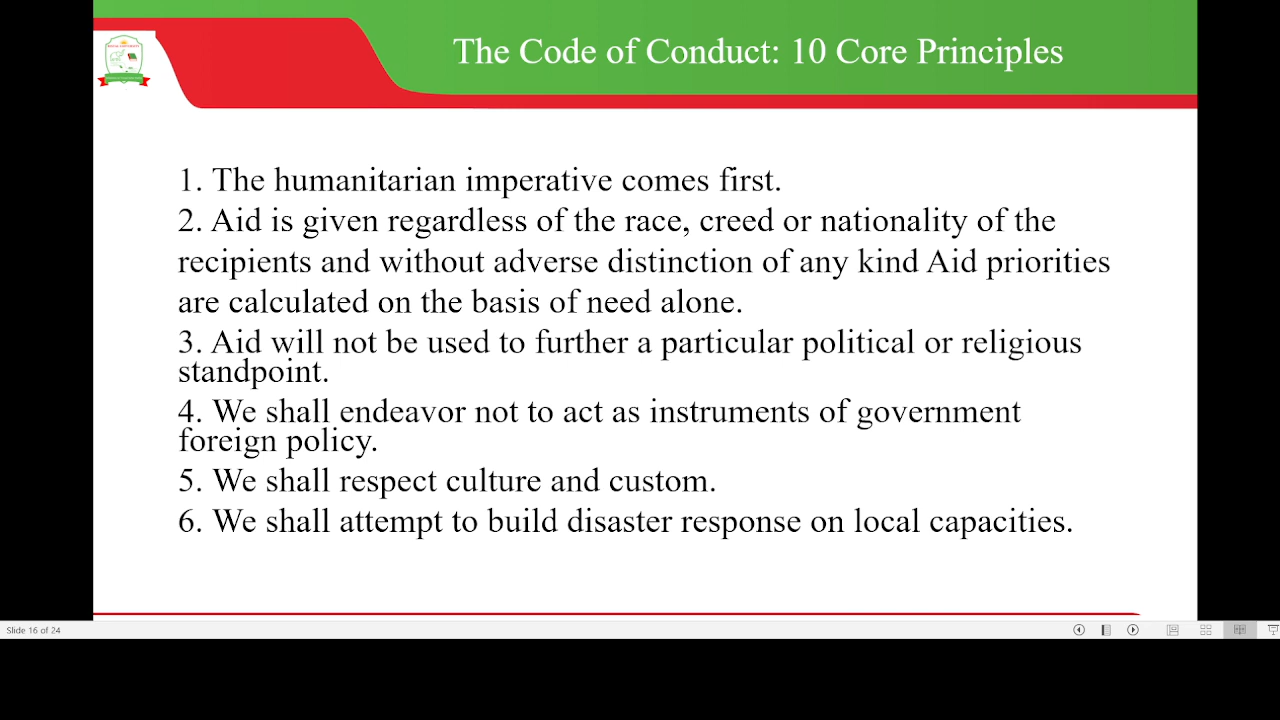 The Code of Conduct: 10 Core Principles
1. The humanitarian imperative comes first.
2. Aid is given regardless of the race, creed or nationality of the
recipients and without adverse distinction of any kind Aid priorities
are calculated on the basis of need alone.
3. Aid will not be used to further a particular political or religious
standpoint.
4. We shall endeavor not to act as instruments of government
foreign policy.
5. We shall respect culture and custom.
6. We shall attempt to build disaster response on local capacities.
Slide 16 of 24